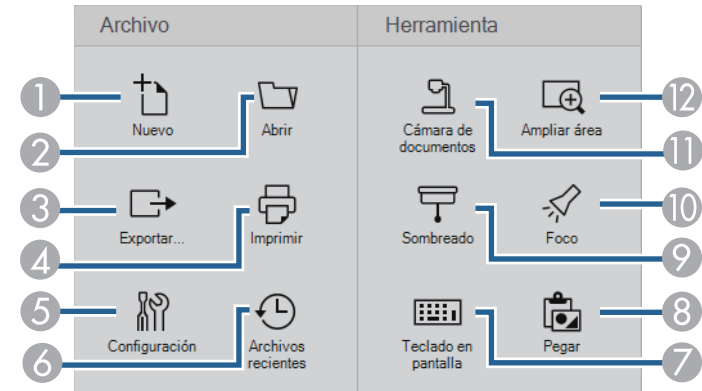 Archivo
Herramienta
1
Nuevo
2
Abrir
Cámara de
documentos
11
Ampliar área
12
3
Exportar...
4
Imprimir
Sombreado
9
Foco
10
5
Configuración
6
Archivos
recientes
Teclado en
pantalla
7
Pegar
8